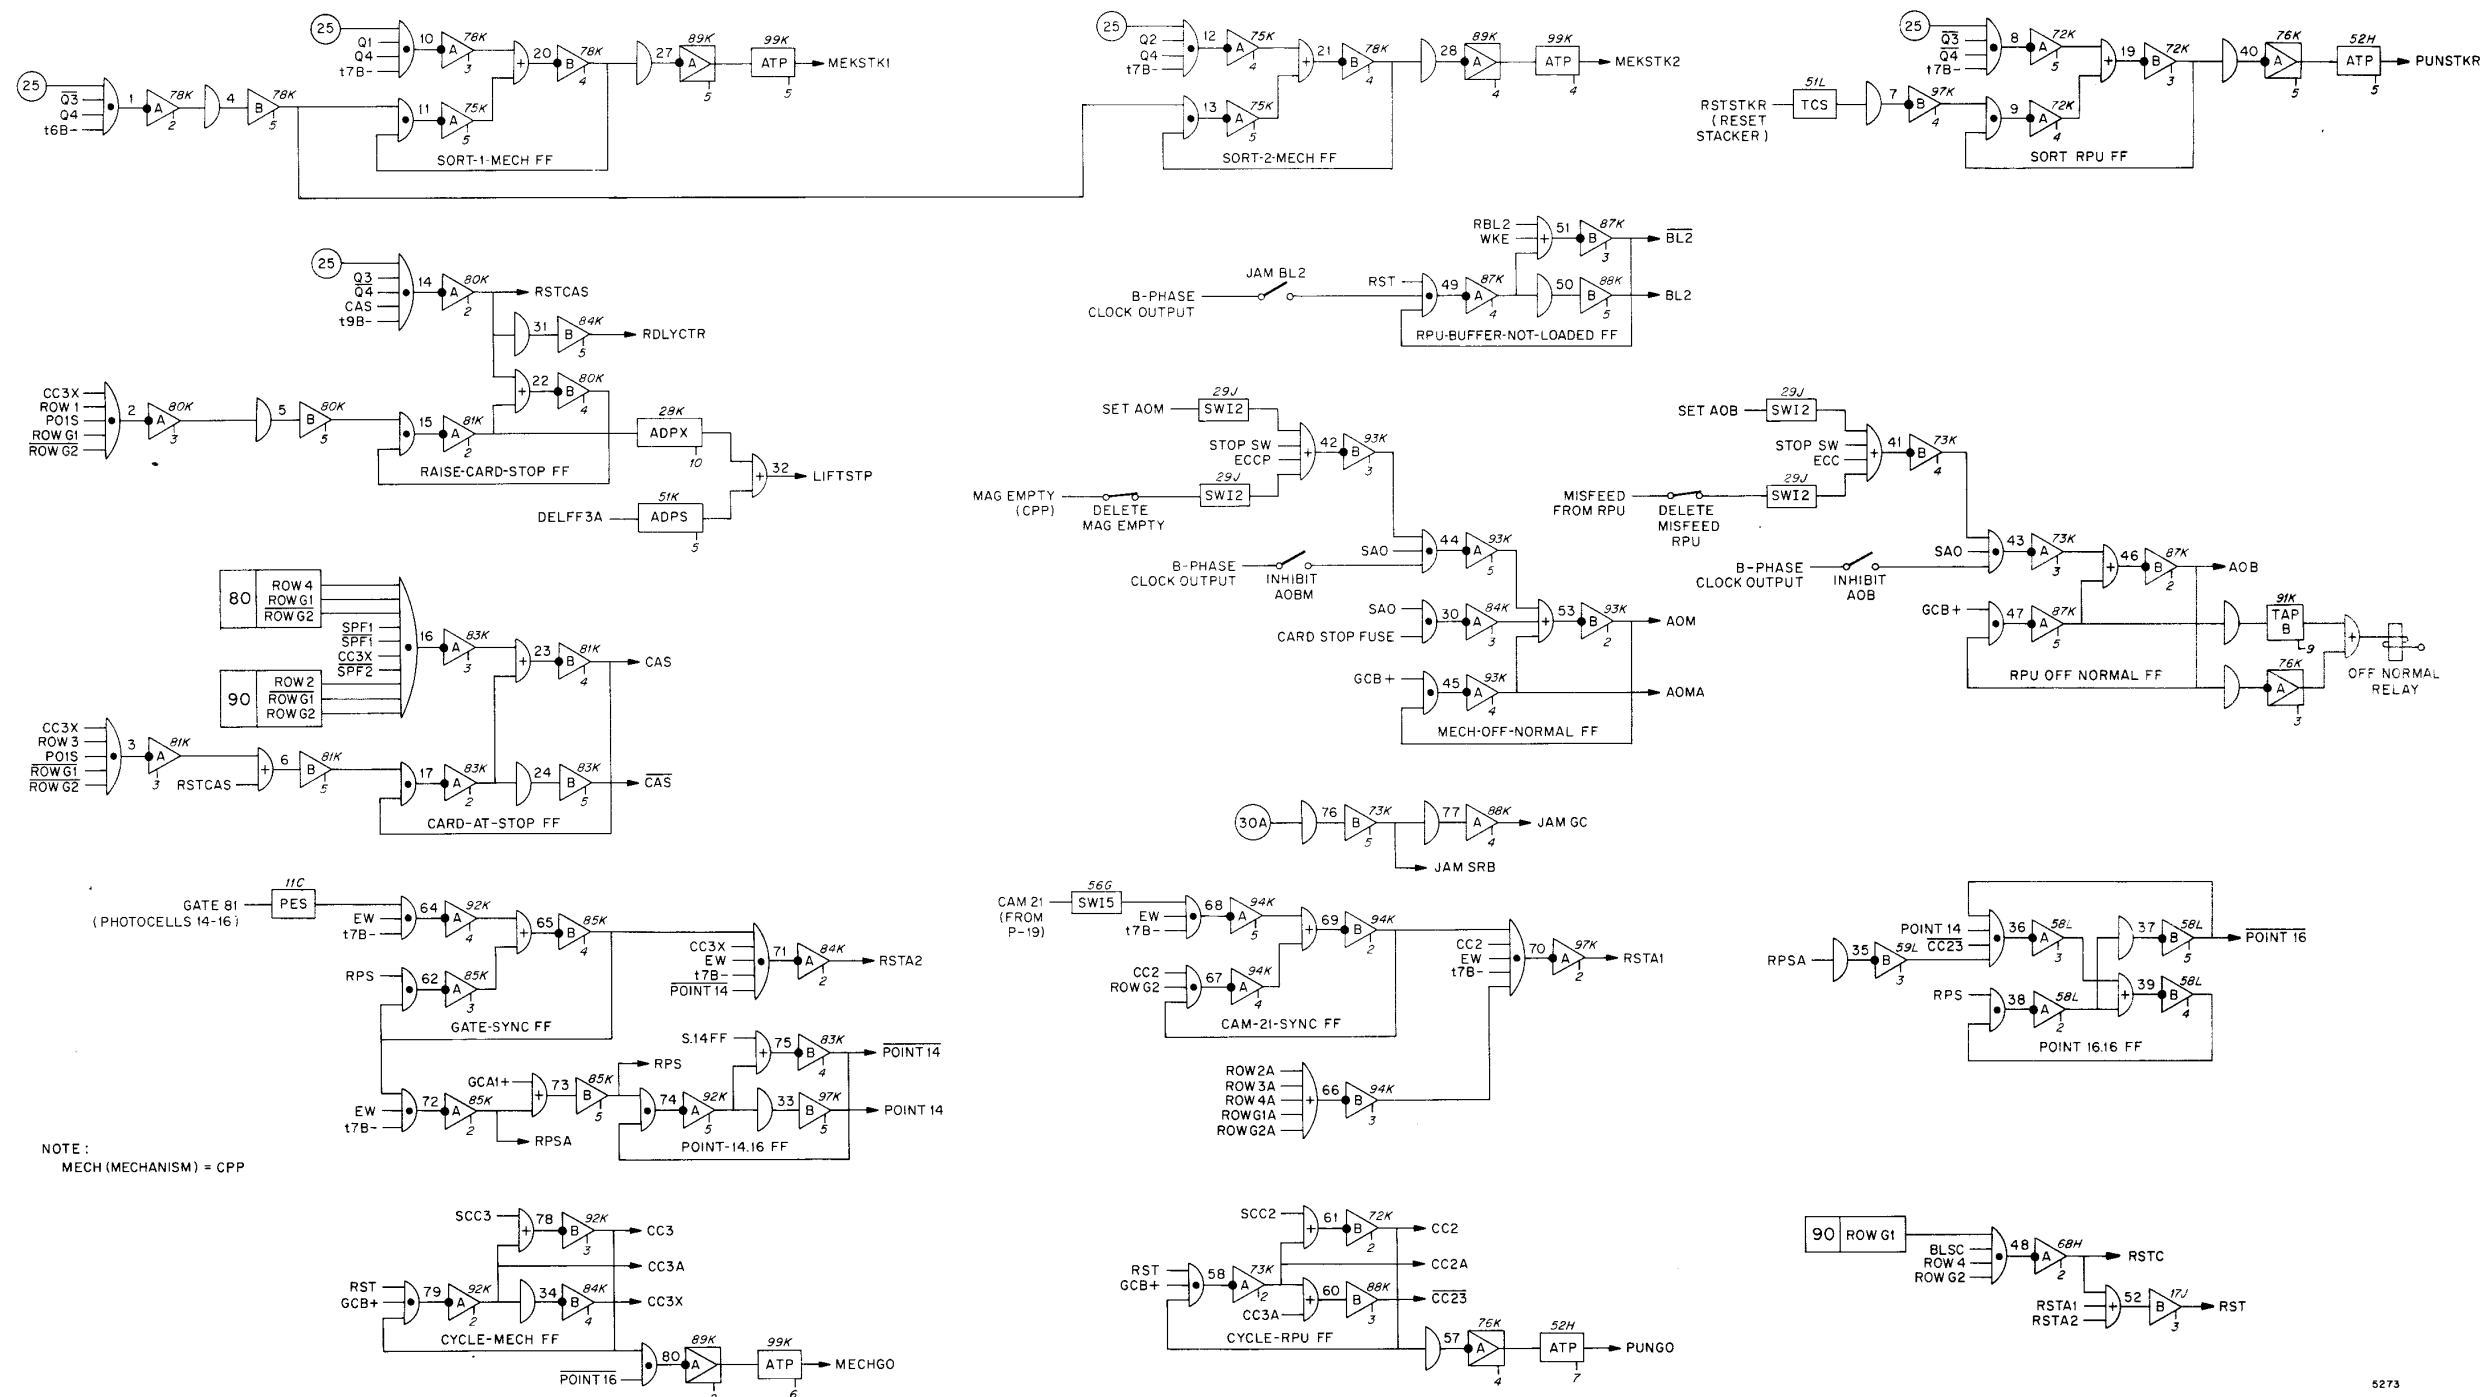 25
Q1
Q4
t7B-
10
A
78K
3
20
B
78K
4
27
A
89K
5
99K
ATP
5
MEKSTK1
25
Q3
Q4
t6B-
1
A
78K
2
4
B
78K
5
11
A
75K
5
SORT-1-MECH FF
25
Q2
Q4
t7B-
12
A
75K
4
21
B
78K
4
28
A
89K
4
99K
ATP
4
MEKSTK2
13
A
75K
5
SORT-2-MECH FF
25
Q3
Q4
t7B-
8
A
72K
5
19
B
72K
3
40
A
76K
5
52H
ATP
5
PUNSTKR
RSTSTKR
(RESET
STACKER)
51L
TCS
7
B
97K
4
9
A
72K
4
SORT RPU FF
25
Q3
Q4
CAS
t9B-
14
A
80K
2
RSTCAS
31
B
84K
5
RDLYCTR
22
B
80K
4
CC3X
ROW 1
PO1S
ROW G1
ROW G2
2
A
80K
3
5
B
80K
5
15
A
81K
2
RAISE-CARD-STOP FF
28K
ADPX
10
DELFF3A
51K
ADPS
5
32
LIFTSTP
RBL2
WKE
51
B
87K
3
BL2
JAM BL2
B-PHASE
CLOCK OUTPUT
RST
49
A
87K
4
50
B
88K
5
BL2
RPU-BUFFER-NOT-LOADED FF
SET AOM
29J
SWI2
STOP SW
ECCP
42
B
93K
3
MAG EMPTY
(CPP)
DELETE
MAG EMPTY
29J
SWI2
SAO
44
A
93K
5
B-PHASE
CLOCK OUTPUT
INHIBIT
AOBM
SAO
CARD STOP FUSE
30
A
84K
3
53
B
93K
2
AOM
GCB+
45
A
93K
4
AOMA
MECH-OFF-NORMAL FF
SET AOB
29J
SWI2
STOP SW
ECC
41
B
73K
4
MISFEED
FROM RPU
DELETE
MISFEED
RPU
29J
SWI2
SAO
43
A
73K
3
46
B
87K
2
AOB
B-PHASE
CLOCK OUTPUT
INHIBIT
AOB
GCB+
47
A
87K
5
91K
TAP
B
9
A
76K
3
RPU OFF NORMAL FF
OFF NORMAL
RELAY
80
ROW 4
ROW G1
ROW G2
SPF1
SPF1
CC3X
SPF2
90
ROW 2
ROW G1
ROW G2
16
A
83K
3
23
B
81K
4
CAS
CC3X
ROW 3
PO1S
ROW G1
ROW G2
3
A
81K
3
RSTCAS
6
B
81K
5
17
A
83K
2
24
B
83K
5
CAS
CARD-AT-STOP FF
30A
76
B
73K
5
77
A
88K
4
JAM GC
JAM SRB
GATE 81
(PHOTOCELLS 14-16)
11C
PES
EW
t7B-
64
A
92K
4
65
B
85K
4
RPS
62
A
85K
3
GATE-SYNC FF
CC3X
EW
t7B-
POINT 14
71
A
84K
2
RSTA2
EW
t7B-
72
A
85K
2
RPSA
GCA1+
73
B
85K
5
RPS
S.14FF
75
B
83K
4
POINT 14
74
A
92K
5
33
B
97K
5
POINT 14
POINT-14.16 FF
CAM 21
(FROM
P-19)
56G
SWI5
EW
t7B-
68
A
94K
5
69
B
94K
2
CC2
ROW G2
67
A
94K
4
CAM-21-SYNC FF
CC2
EW
t7B-
70
A
97K
2
RSTA1
ROW2A
ROW3A
ROW4A
ROWG1A
ROWG2A
66
B
94K
3
RPSA
35
B
59L
3
POINT 14
CC23
36
A
58L
3
37
B
58L
5
POINT 16
RPS
38
A
58L
2
39
B
58L
4
POINT 16.16 FF
NOTE:
MECH (MECHANISM) = CPP
SCC3
78
B
92K
3
CC3
CC3A
RST
GCB+
79
A
92K
2
34
B
84K
4
CC3X
CYCLE-MECH FF
POINT 16
80
A
89K
99K
ATP
6
MECHGO
SCC2
61
B
72K
2
CC2
CC2A
RST
GCB+
58
A
73K
2
CC3A
60
B
88K
3
CC23
CYCLE-RPU FF
57
A
76K
4
52H
ATP
7
PUNGO
90
ROW G1
BLSC
ROW 4
ROW G2
48
A
68H
2
RSTC
RSTA1
RSTA2
52
B
17J
3
RST
5273